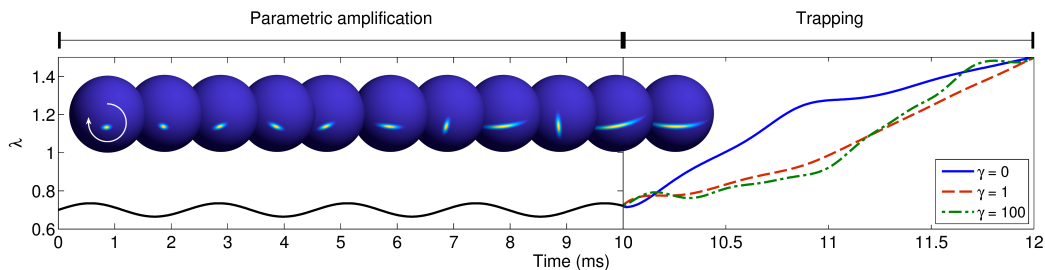 Parametric amplification
Trapping
1.4
1.2
1
0.8
0.6
λ
γ = 0
γ = 1
γ = 100
0 1 2 3 4 5 6 7 8 9 10 10.5 11 11.5 12
Time (ms)